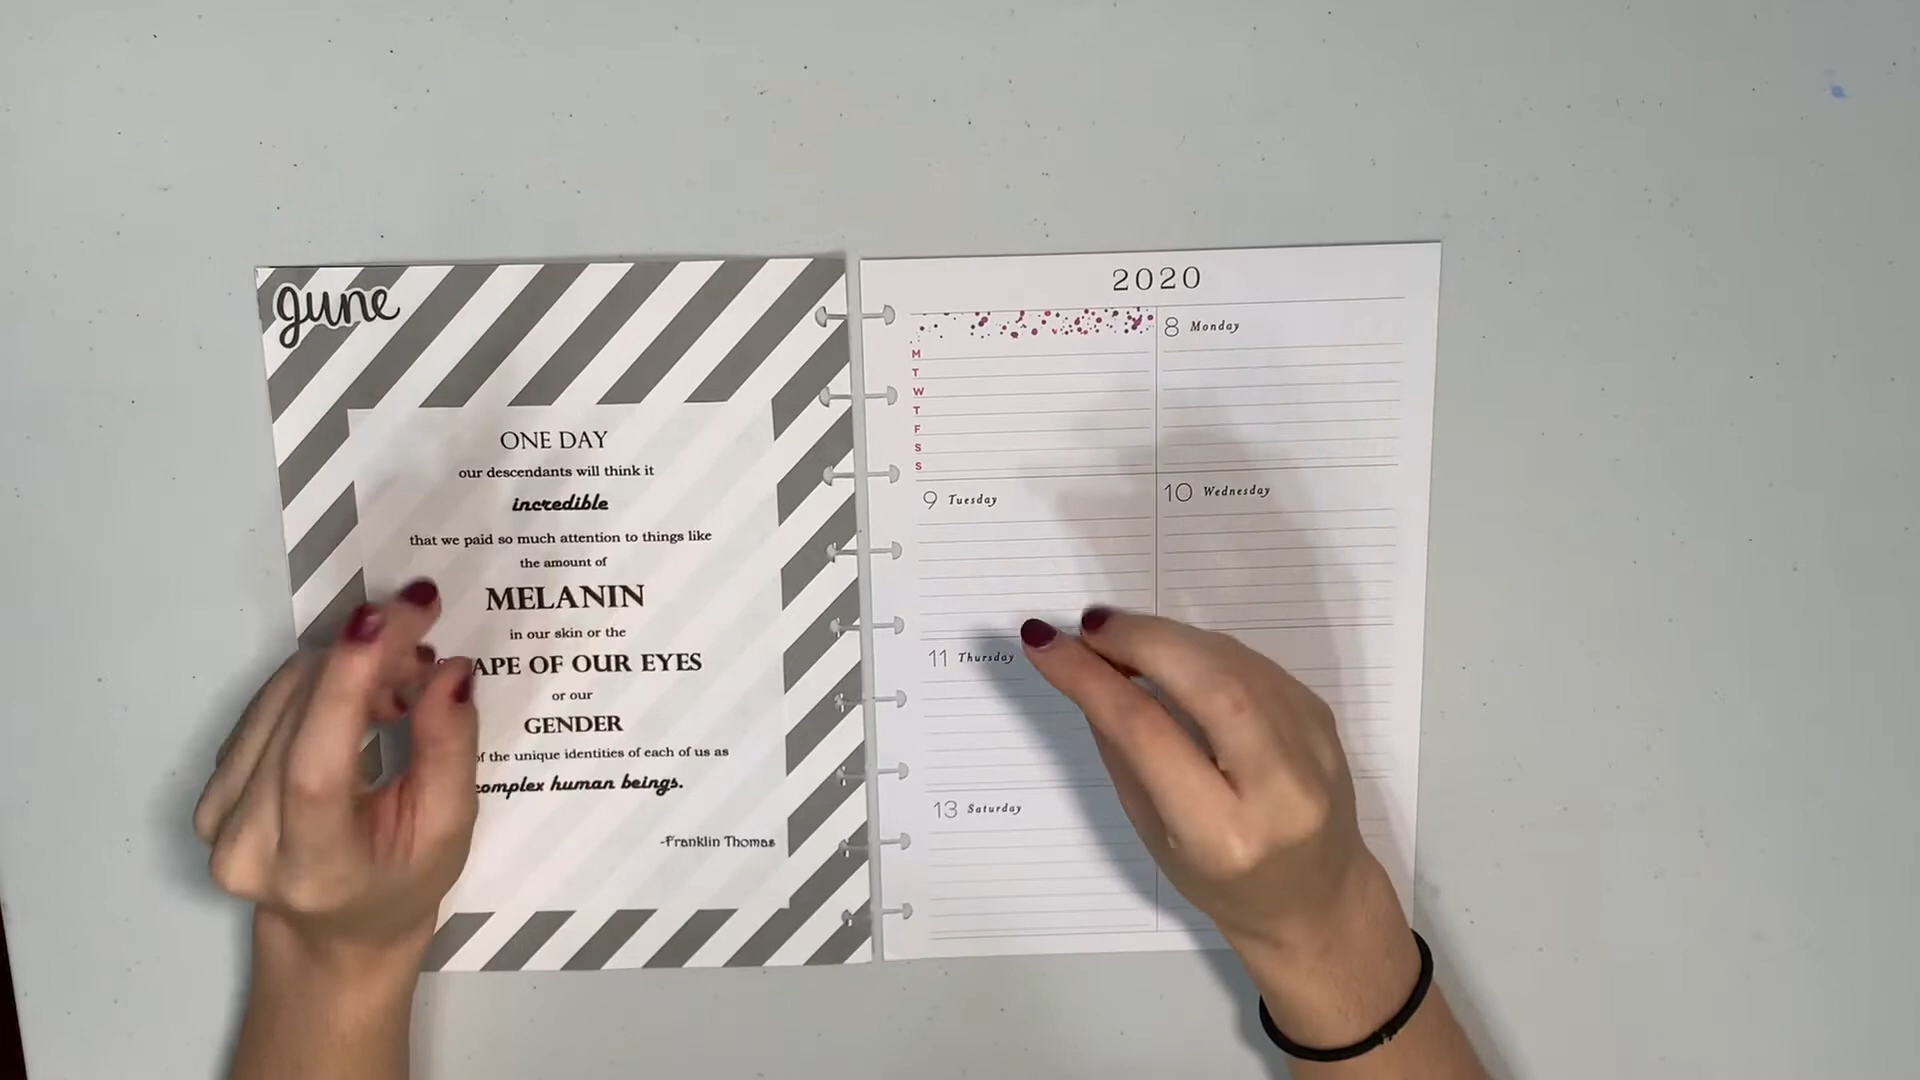 June
ONE DAY
our descendants will think it
incredible
that we paid so much attention to things like
the amount of
MELANIN
in our skin or the
OF OUR EYES
or our
GENDER
of the unique identities of each of us as
complex human beings.
-Franklin Thomas
2020
M
T
W
T
F
S
S
8 Monday
9 Tuesday
10 Wednesday
11 Thursday
13 Saturday